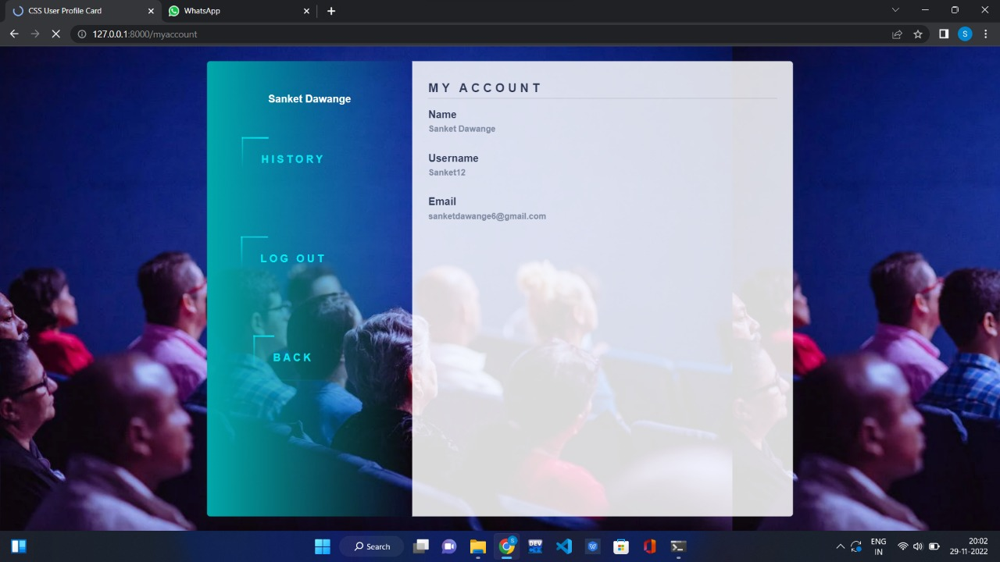 CSS User Profile Card
WhatsApp
127.0.0.1:8000/myaccount
S
Sanket Dawange
HISTORY
LOG OUT
BACK
MY ACCOUNT
Name
Sanket Dawange
Username
Sanket12
Email
sanketdawange6@gmail.com
Search
DEV
ENG
IN
20:02
29-11-2022